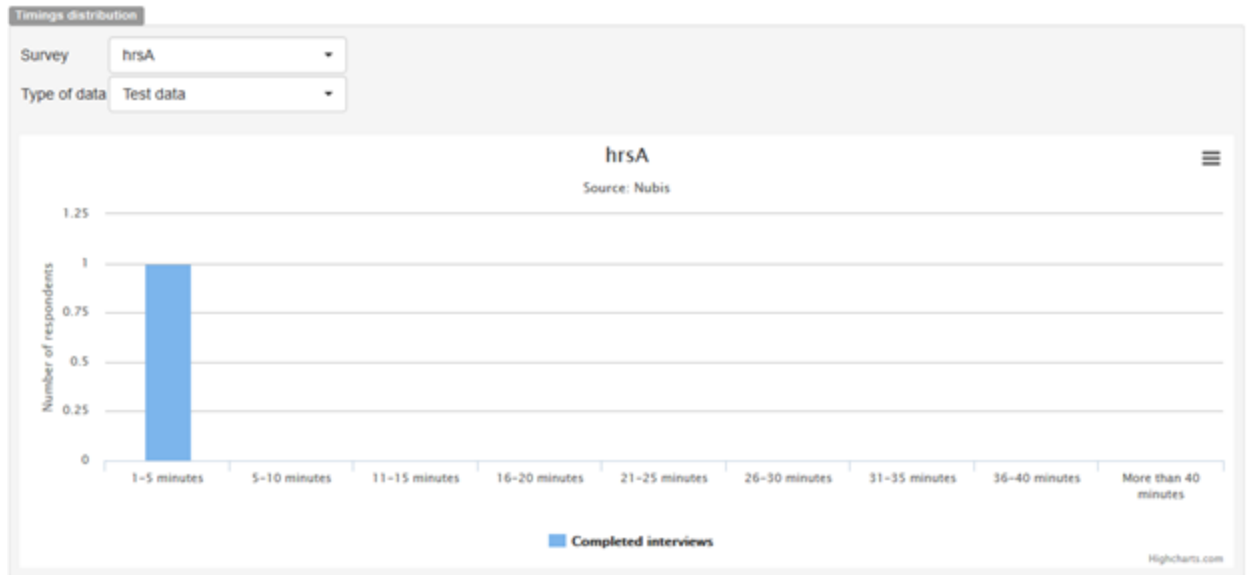 Timings distribution
Survey hrsA
Type of data Test data
hrsA
Source: Nubis
Number of respondents
1.25
1
0.75
0.5
0.25
0
1-5 minutes 5-10 minutes 11-15 minutes 16-20 minutes 21-25 minutes 26-30 minutes 31-35 minutes 36-40 minutes More than 40
minutes
Completed interviews
Highcharts.com